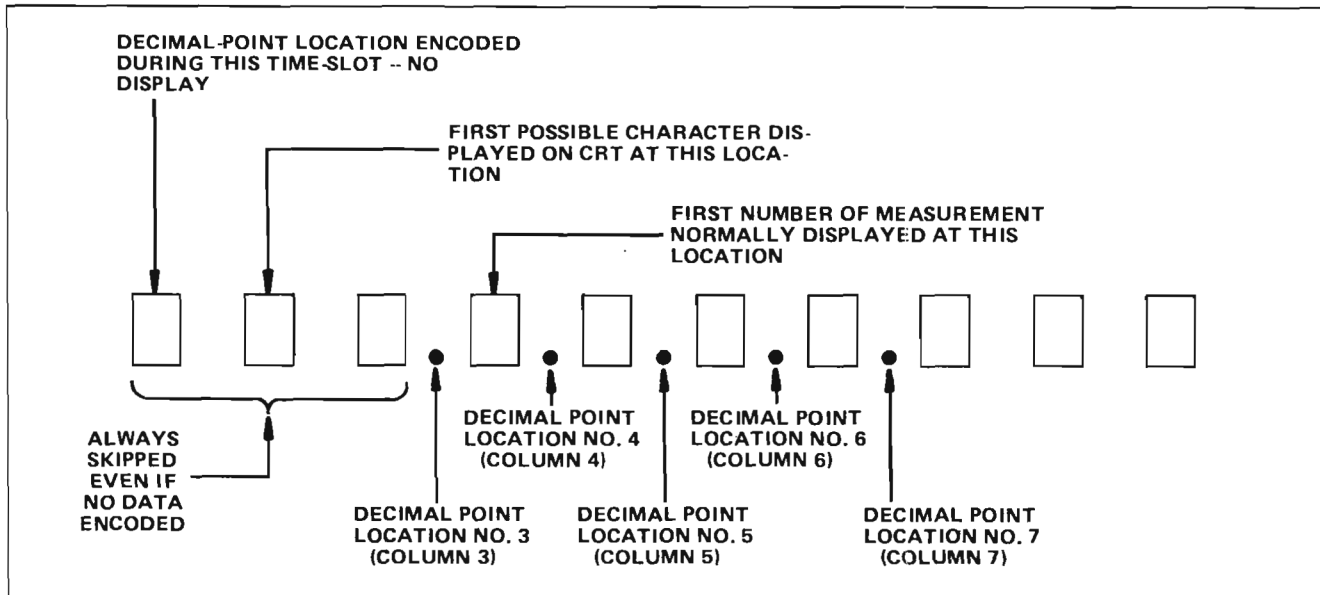 DECIMAL-POINT LOCATION ENCODED
DURING THIS TIME-SLOT -- NO
DISPLAY
FIRST POSSIBLE CHARACTER DIS-
PLAYED ON CRT AT THIS LOCA-
TION
FIRST NUMBER OF MEASUREMENT
NORMALLY DISPLAYED AT THIS
LOCATION
ALWAYS
SKIPPED
EVEN IF
NO DATA
ENCODED
DECIMAL POINT
LOCATION NO. 3
(COLUMN 3)
DECIMAL POINT
LOCATION NO. 4
(COLUMN 4)
DECIMAL POINT
LOCATION NO. 5
(COLUMN 5)
DECIMAL POINT
LOCATION NO. 6
(COLUMN 6)
DECIMAL POINT
LOCATION NO. 7
(COLUMN 7)